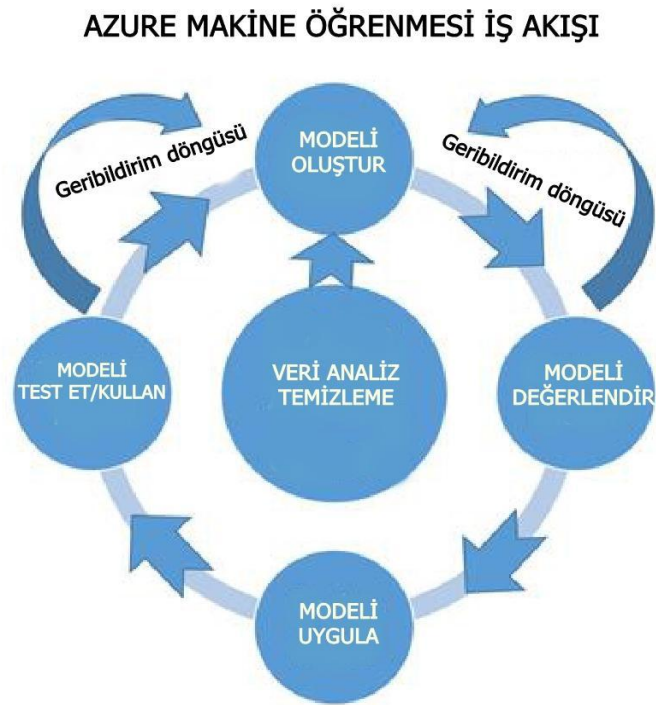 AZURE MAKİNE ÖĞRENMESİ İŞ AKIŞI
MODELİ
OLUŞTUR
Geribildirim döngüsü
Geribildirim döngüsü
MODELİ
TEST ET/KULLAN
VERİ ANALİZ
TEMİZLEME
MODELİ
DEĞERLENDİR
MODELİ
UYGULA